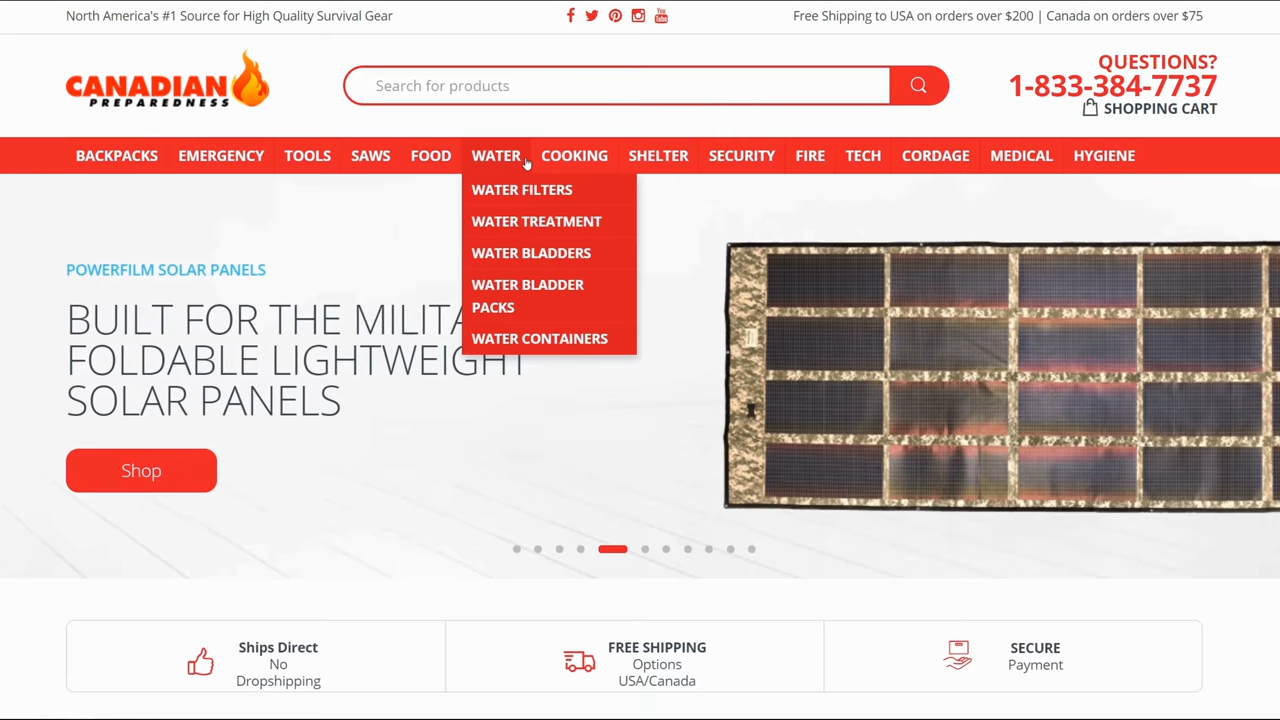 North America's #1 Source for High Quality Survival Gear
Free Shipping to USA on orders over $200 | Canada on orders over $75
You Tube
CANADIAN
PREPAREDNESS
Search for products
QUESTIONS?
1-833-384-7737
SHOPPING CART
BACKPACKS EMERGENCY TOOLS SAWS FOOD WATER COOKING SHELTER SECURITY FIRE TECH CORDAGE MEDICAL HYGIENE
WATER FILTERS
WATER TREATMENT
WATER BLADDERS
WATER BLADDER
PACKS
WATER CONTAINERS
POWERFILM SOLAR PANELS
BUILT FOR THE MILITA
FOLDABLE LIGHTWEIGHT
SOLAR PANELS
Shop
Ships Direct
No
Dropshipping
FREE SHIPPING
Options
USA/Canada
SECURE
Payment